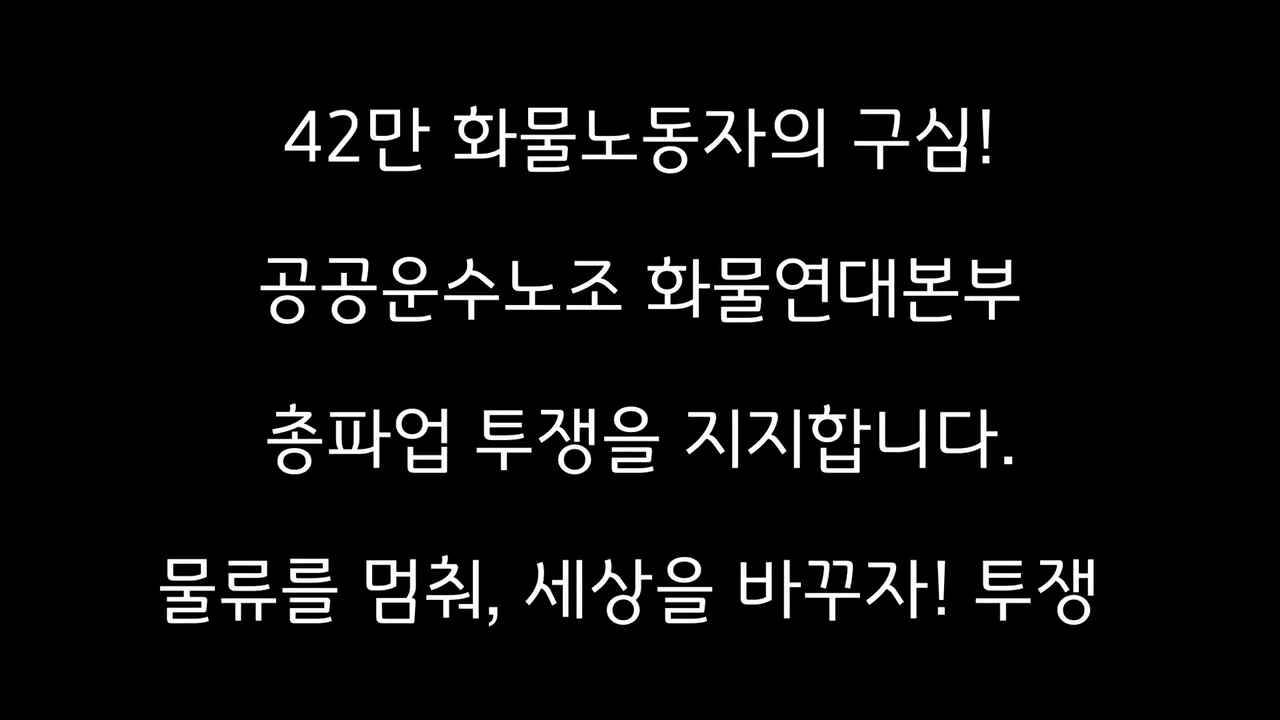 42만 화물노동자의 구심!
공공운수노조 화물연대본부
총파업 투쟁을 지지합니다.
물류를 멈춰, 세상을 바꾸자! 투쟁